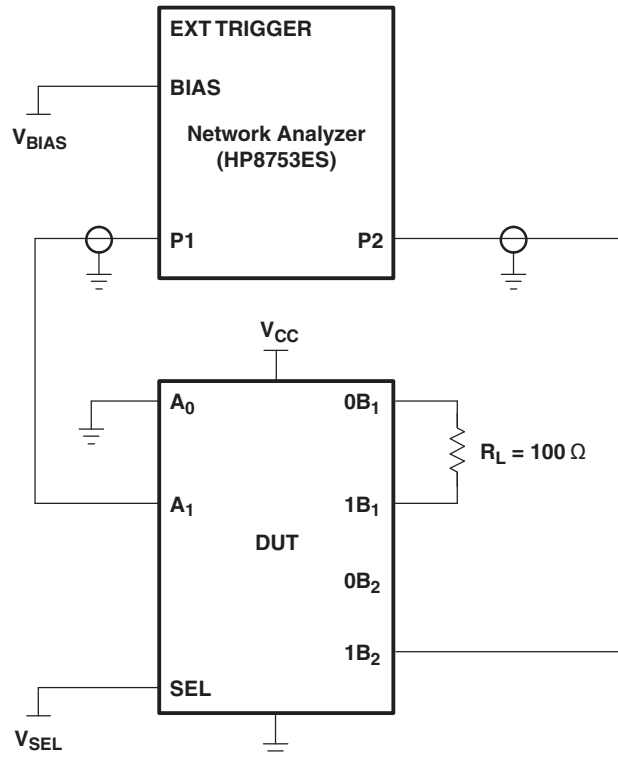 EXT TRIGGER
BIAS
V_BIAS
Network Analyzer
(HP8753ES)
P1
P2
V_CC
A_0
0B_1
R_L = 100 Ω
A_1
1B_1
DUT
0B_2
1B_2
SEL
V_SEL